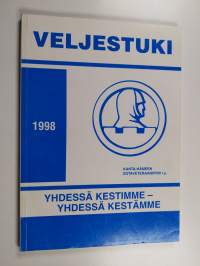 VELJESTUKI
1998
KANTA-HÄMEEN
SOTAVETERAANIPIIRI r.y.
YHDESSÄ KESTIMME –
YHDESSÄ KESTÄMME